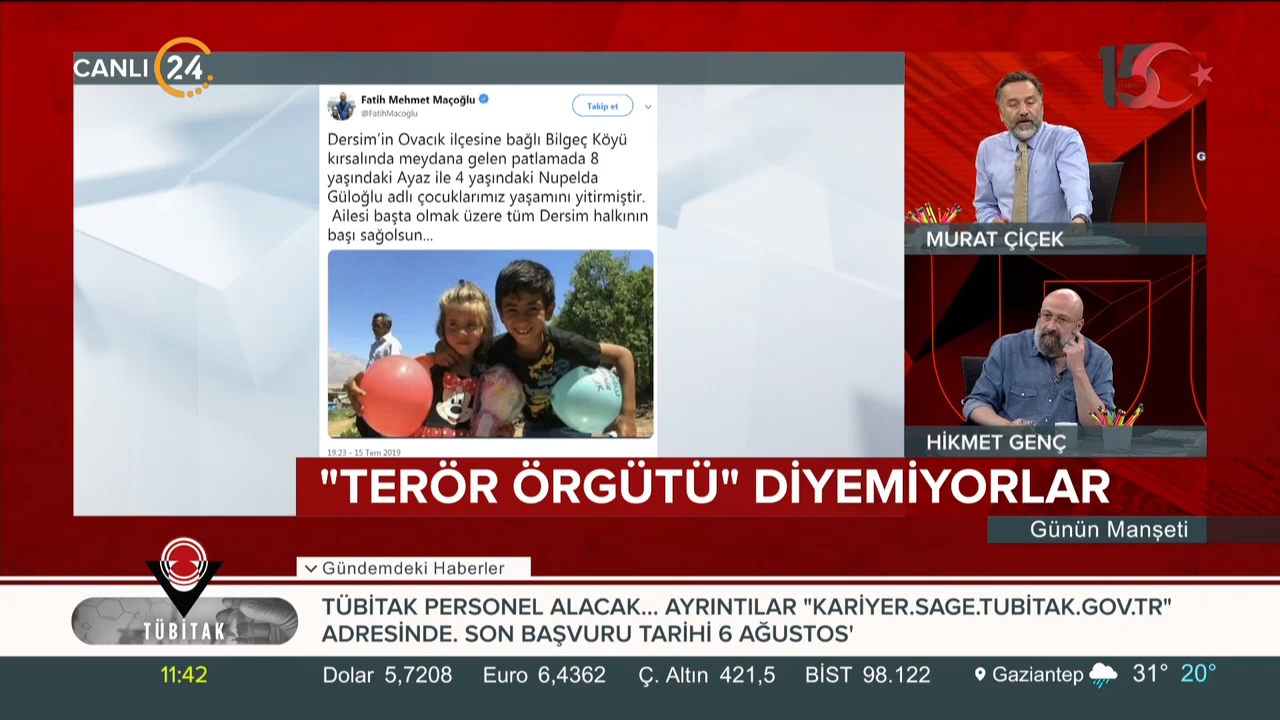 CANLI 24
Fatih Mehmet Maçoğlu
@FatihMacoglu
Takip et
Dersim'in Ovacık ilçesine bağlı Bilgeç Köyü
kırsalında meydana gelen patlamada 8
yaşındaki Ayaz ile 4 yaşındaki Nupelda
Güloğlu adlı çocuklarımız yaşamını yitirmiştir.
Ailesi başta olmak üzere tüm Dersim halkının
başı sağolsun...
19:23 - 15 Tem 2019
15
G
MURAT ÇİÇEK
HİKMET GENÇ
"TERÖR ÖRGÜTÜ" DİYEMİYORLAR
Günün Manşeti
Gündemdeki Haberler
TÜBİTAK
TÜBİTAK PERSONEL ALACAK... AYRINTILAR "KARİYER.SAGE.TUBİTAK.GOV.TR"
ADRESİNDE. SON BAŞVURU TARİHİ 6 AĞUSTOS'
11:42 Dolar 5,7208 Euro 6,4362 Ç. Altın 421,5 BİST 98.122 Gaziantep 31° 20°